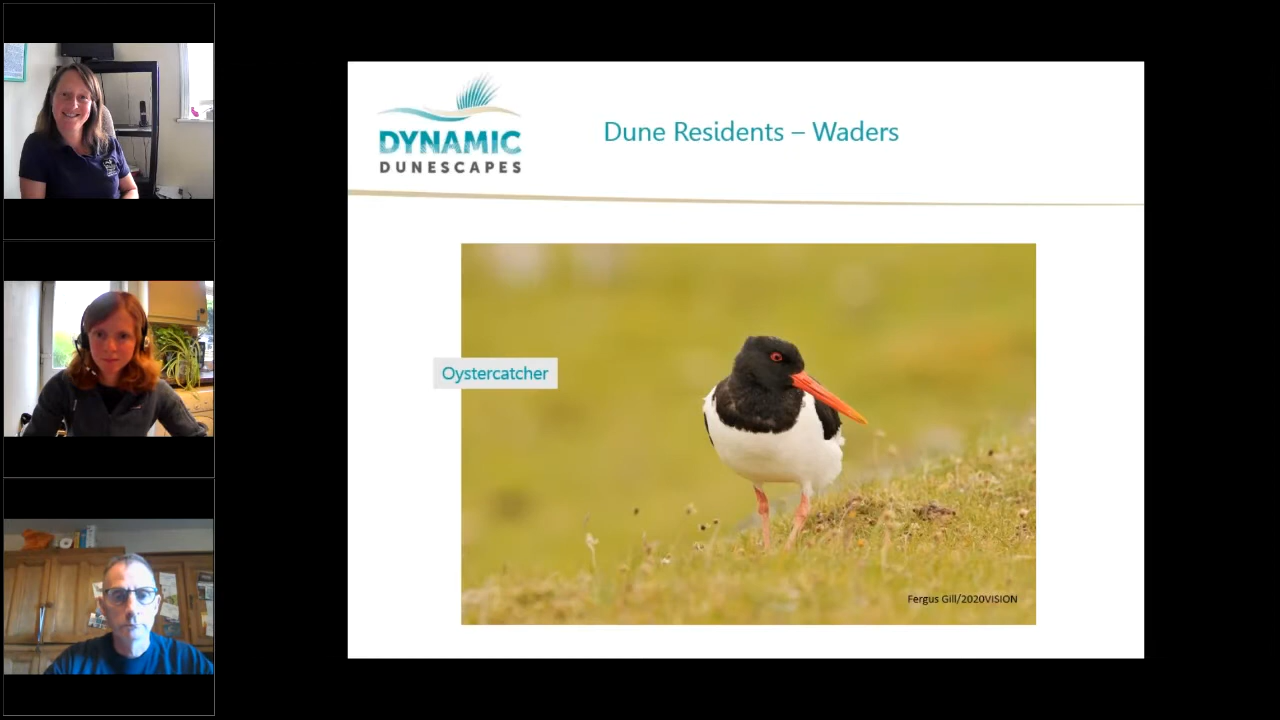 DYNAMIC
DUNESCAPES
Dune Residents – Waders
Oystercatcher
Fergus Gill/2020VISION